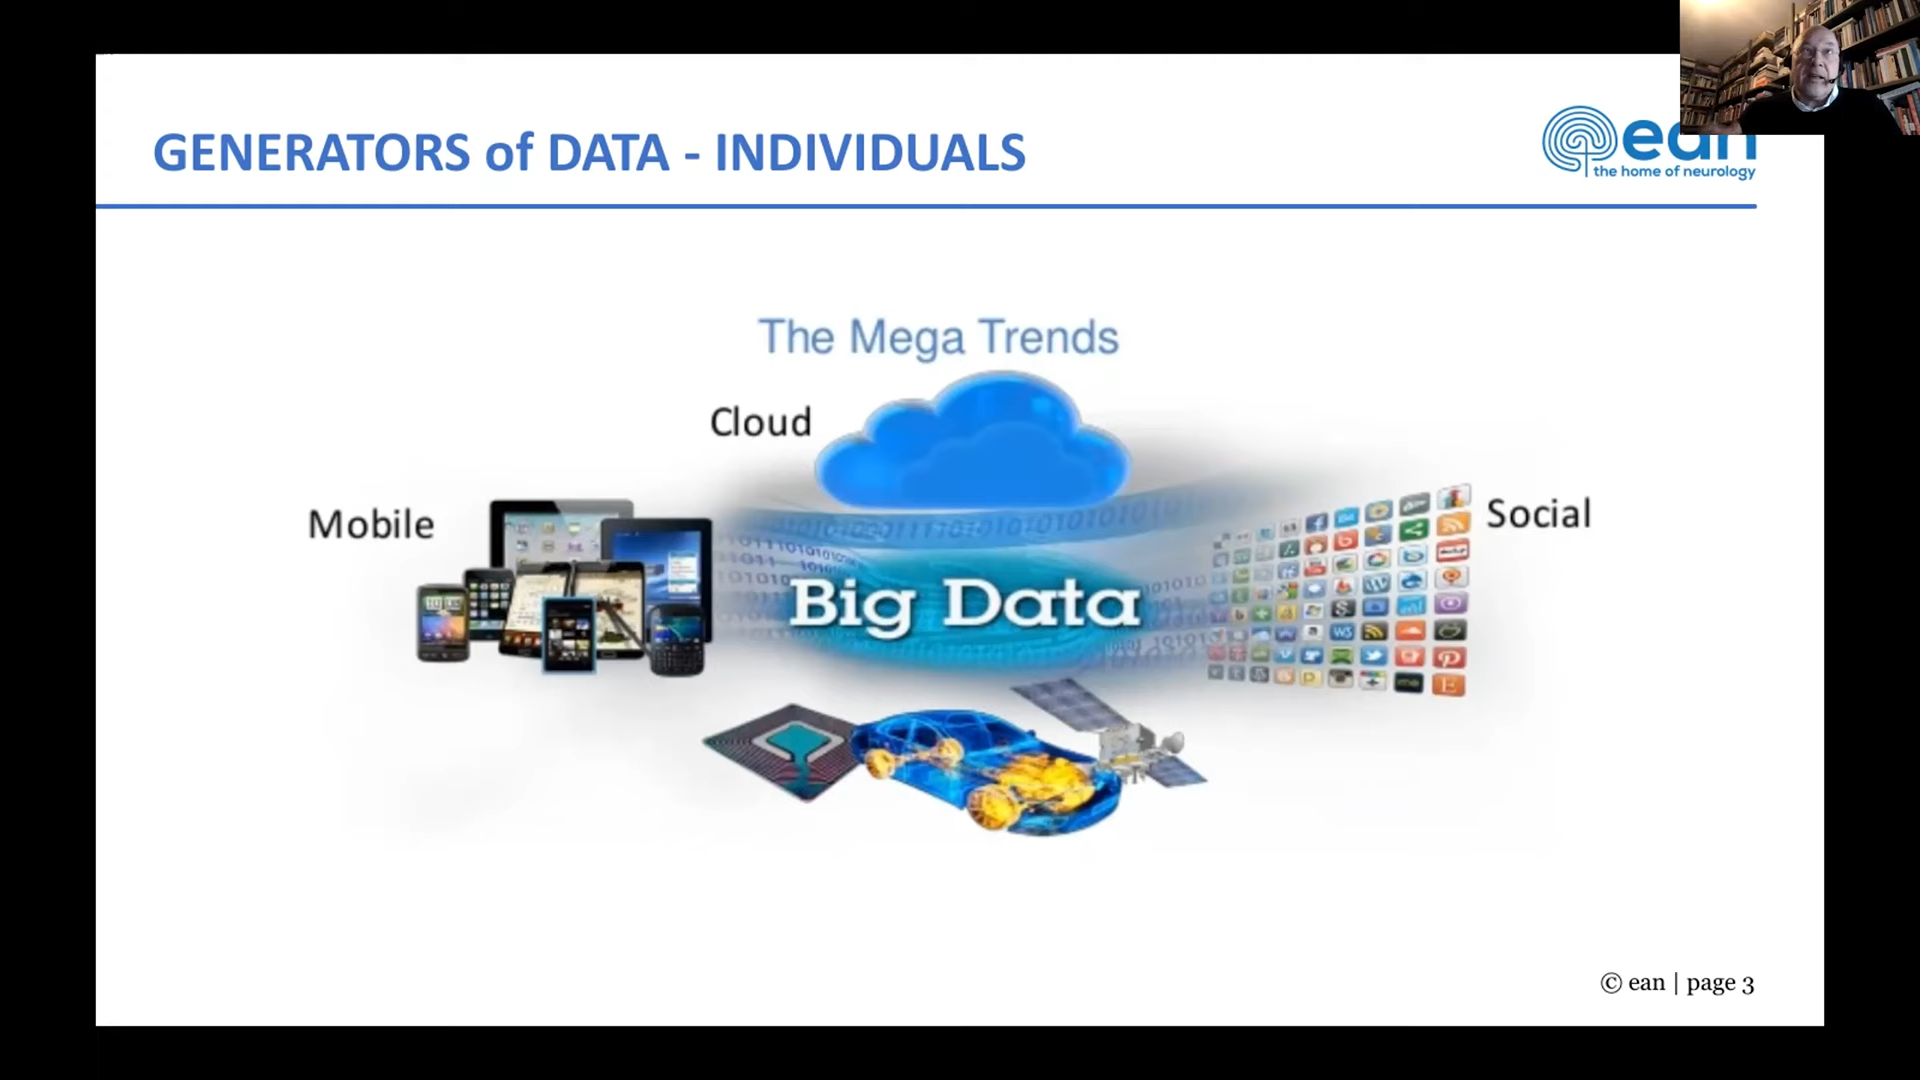 GENERATORS of DATA - INDIVIDUALS
ean
the home of neurology
The Mega Trends
Cloud
Mobile
Social
Big Data
© ean | page 3